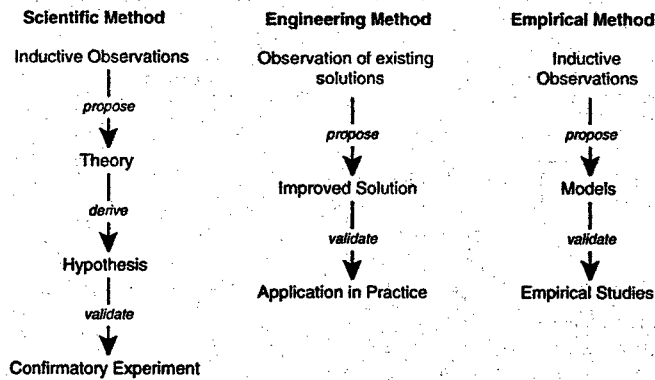 Scientific Method
Inductive Observations
propose
Theory
derive
Hypothesis
validate
Confirmatory Experiment
Engineering Method
Observation of existing
solutions
propose
Improved Solution
validate
Application in Practice
Empirical Method
Inductive
Observations
propose
Models
validate
Empirical Studies